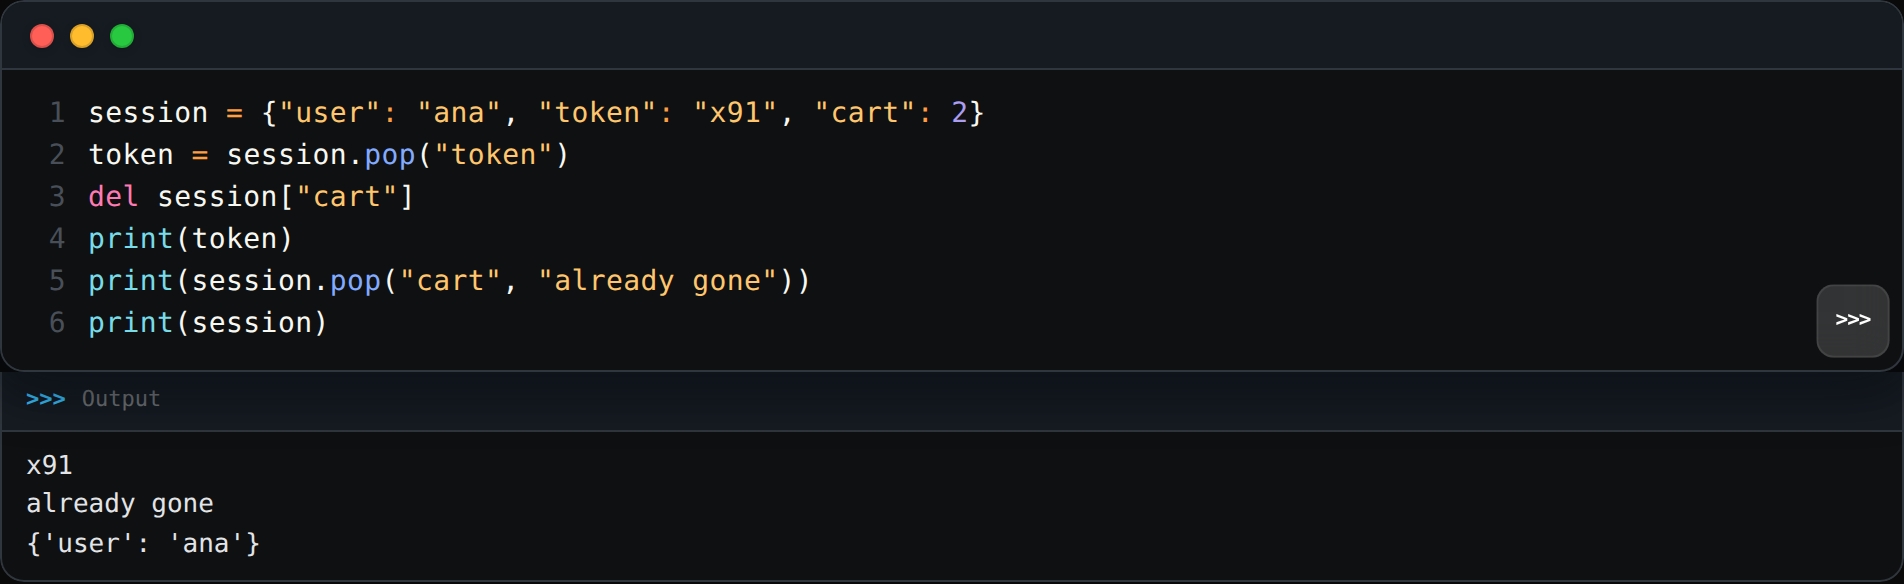 1 session = {"user": "ana", "token": "x91", "cart": 2}
2 token = session.pop("token")
3 del session["cart"]
4 print(token)
5 print(session.pop("cart", "already gone"))
6 print(session)
>>>
>>> Output
x91
already gone
{'user': 'ana'}